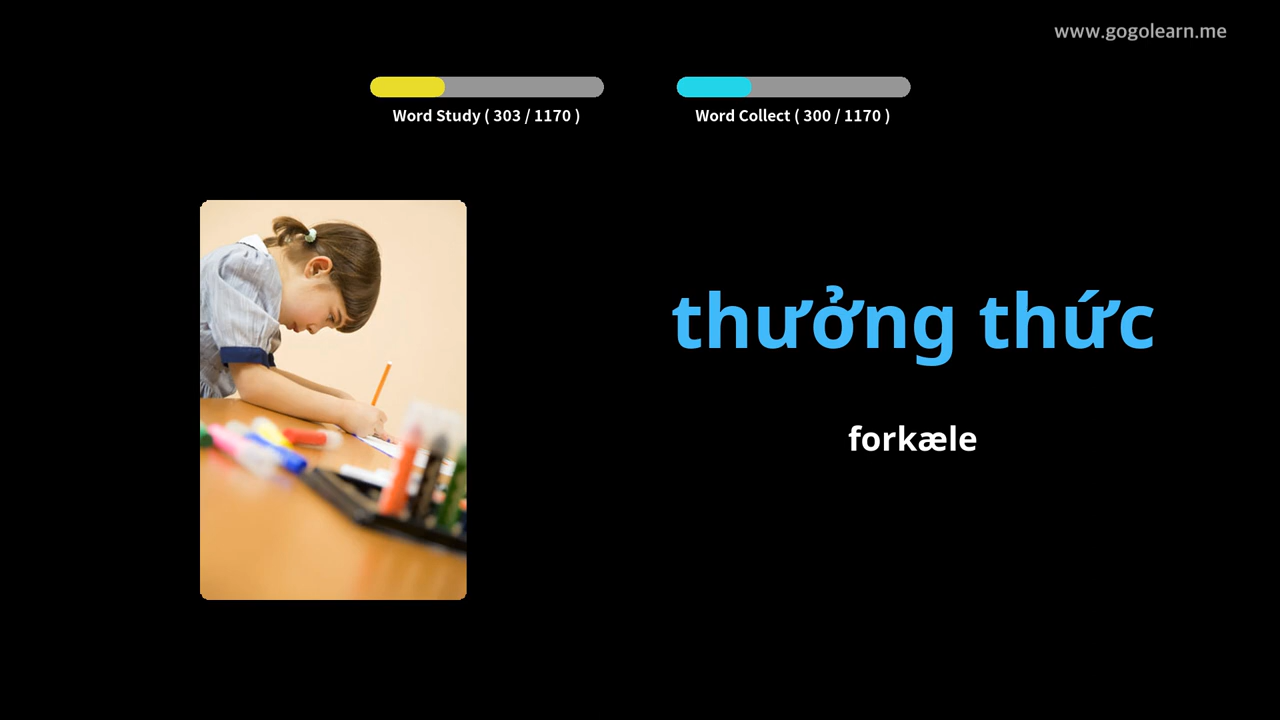 www.gogolearn.me
Word Study ( 303 / 1170 )
Word Collect ( 300 / 1170 )
thưởng thức
forkæle